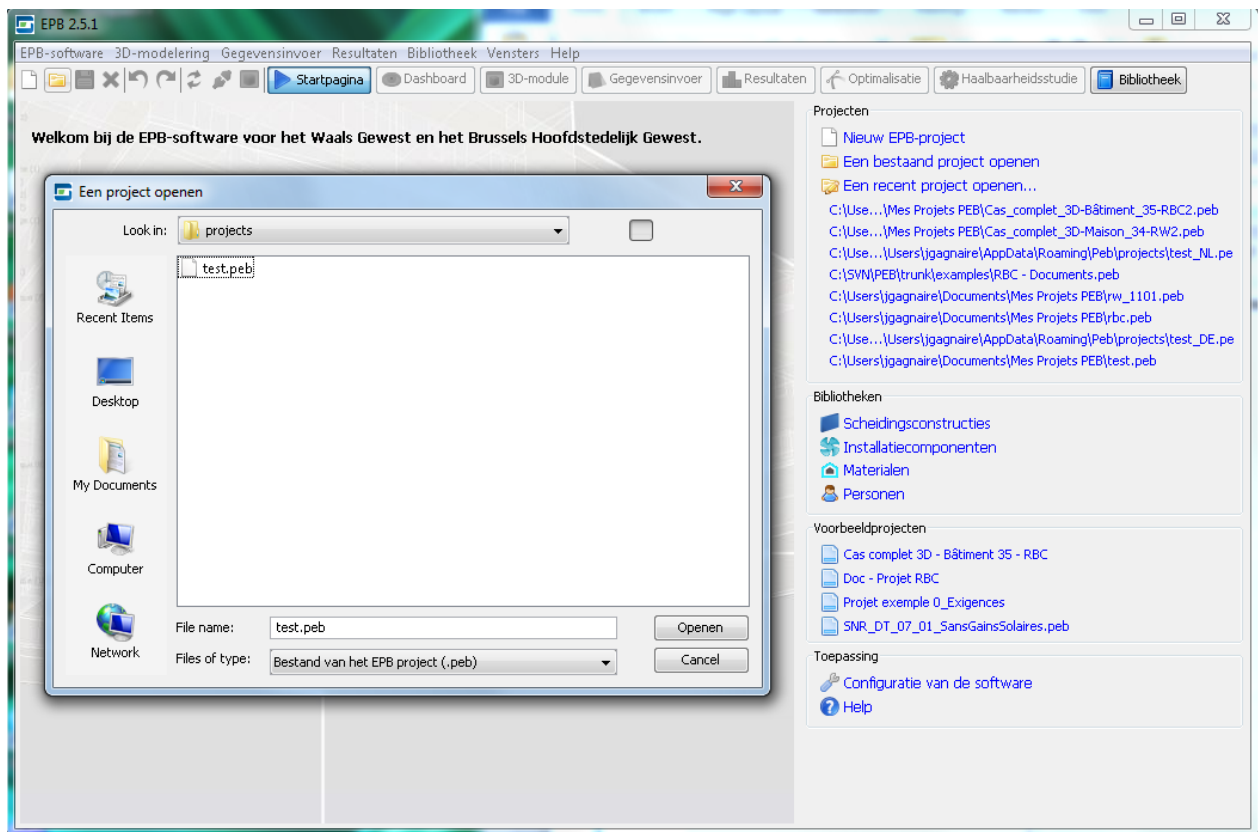 EPB 2.5.1
EPB-software 3D-modelering Gegevensinvoer Resultaten Bibliotheek Vensters Help
Startpagina Dashboard 3D-module Gegevensinvoer Resultaten Optimalisatie Haalbaarheidsstudie Bibliotheek
Welkom bij de EPB-software voor het Waals Gewest en het Brussels Hoofdstedelijk Gewest.
Een project openen
Look in: projects
test.peb
Recent Items
Desktop
My Documents
Computer
Network
File name: test.peb Openen
Files of type: Bestand van het EPB project (.peb) Cancel
Projecten
Nieuw EPB-project
Een bestaand project openen
Een recent project openen...
C:\Use...\Mes Projets PEB\Cas_complet_3D-Bâtiment_35-RBC2.peb
C:\Use...\Mes Projets PEB\Cas_complet_3D-Maison_34-RW2.peb
C:\Use...\Users\jgagnaire\AppData\Roaming\Peb\projects\test_NL.pe
C:\SVN\PEB\trunk\examples\RBC - Documents.peb
C:\Users\jgagnaire\Documents\Mes Projets PEB\rw_1101.peb
C:\Users\jgagnaire\Documents\Mes Projets PEB\rbc.peb
C:\Use...\Users\jgagnaire\AppData\Roaming\Peb\projects\test_DE.pe
C:\Users\jgagnaire\Documents\Mes Projets PEB\test.peb
Bibliotheken
Scheidingsconstructies
Installatiecomponenten
Materialen
Personen
Voorbeeldprojecten
Cas complet 3D - Bâtiment 35 - RBC
Doc - Projet RBC
Projet exemple 0_Exigences
SNR_DT_07_01_SansGainsSolaires.peb
Toepassing
Configuratie van de software
Help